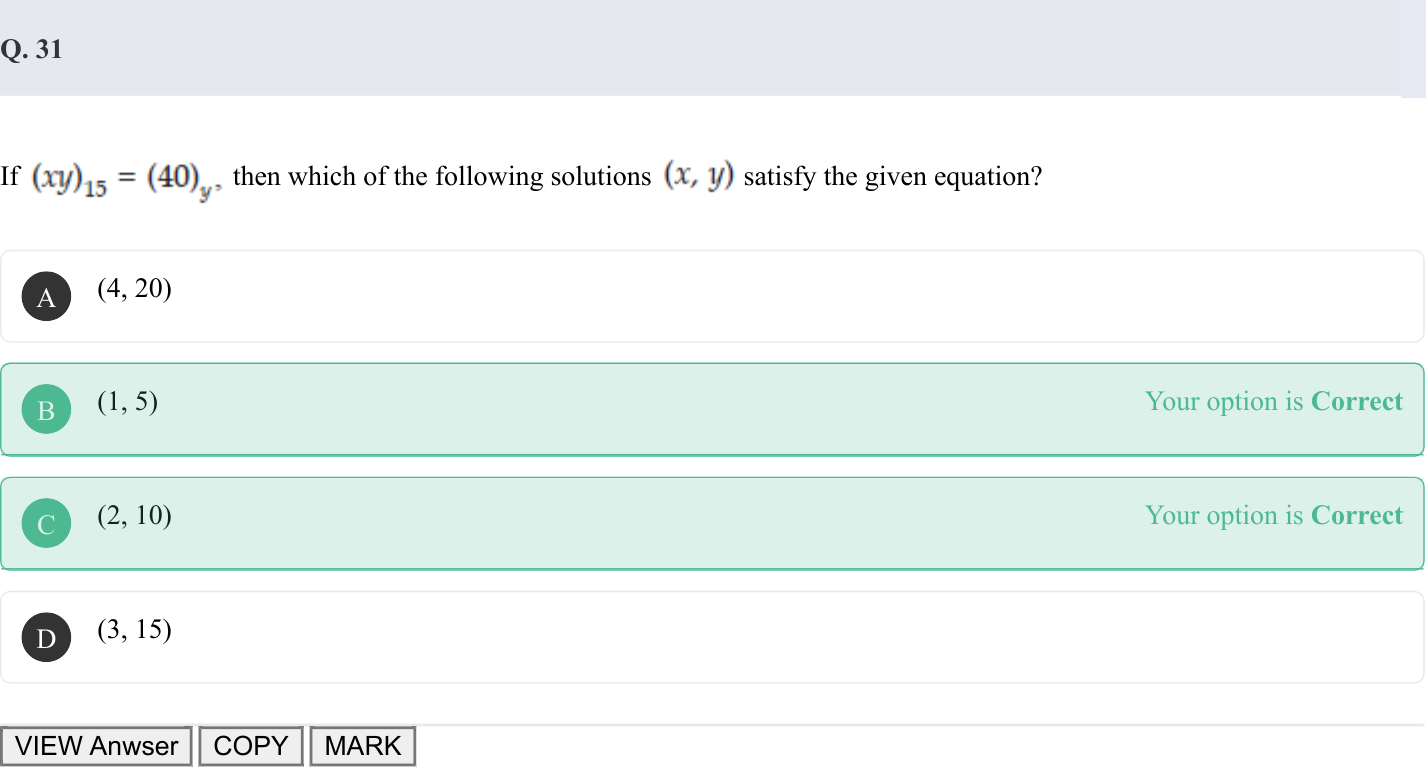 Q. 31
If (xy)₁₅ = (40)ᵧ, then which of the following solutions (x, y) satisfy the given equation?
A (4, 20)
B (1, 5) Your option is Correct
C (2, 10) Your option is Correct
D (3, 15)
VIEW Anwser COPY MARK